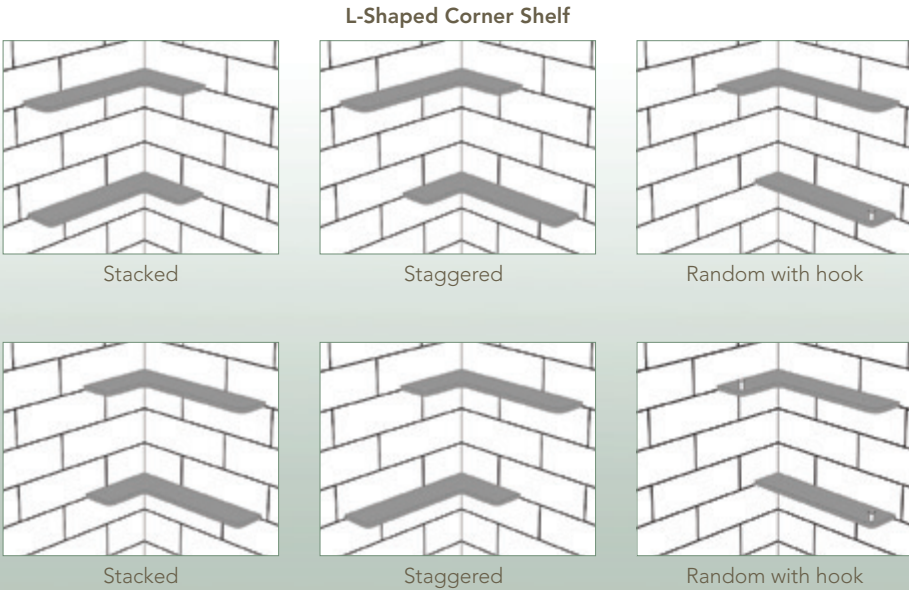 L-Shaped Corner Shelf
Stacked
Staggered
Random with hook
Stacked
Staggered
Random with hook